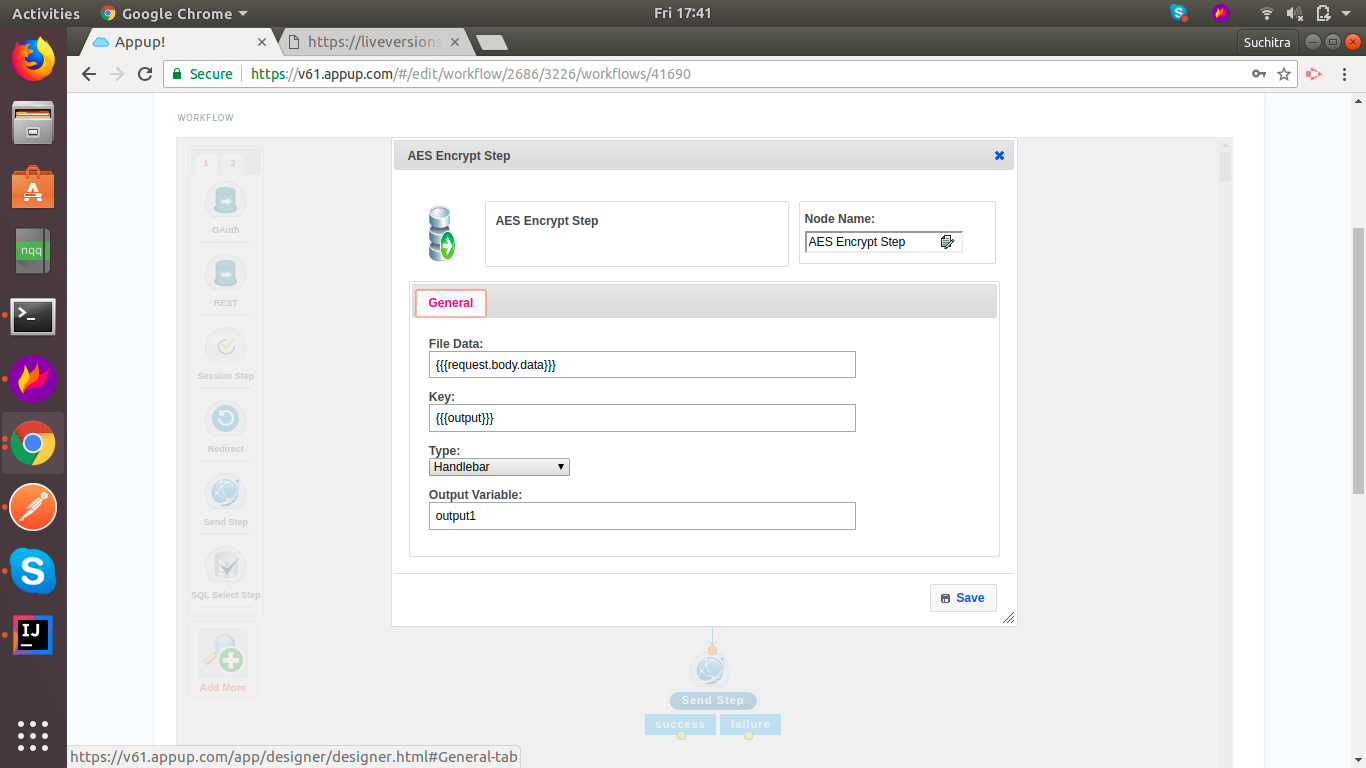 Activities
Google Chrome
Fri 17:41
Appup!
https://liveversions
Suchitra
Secure
https://v61.appup.com/#/edit/workflow/2686/3226/workflows/41690
WORKFLOW
AES Encrypt Step
1 2
OAuth
REST
Session Step
Redirect
Send Step
SQL Select Step
Add More
AES Encrypt Step
Node Name:
AES Encrypt Step
General
File Data:
{{{request.body.data}}}
Key:
{{{output}}}
Type:
Handlebar
Output Variable:
output1
Save
Send Step
success failure
nqq
IJ
https://v61.appup.com/app/designer/designer.html#General-tab